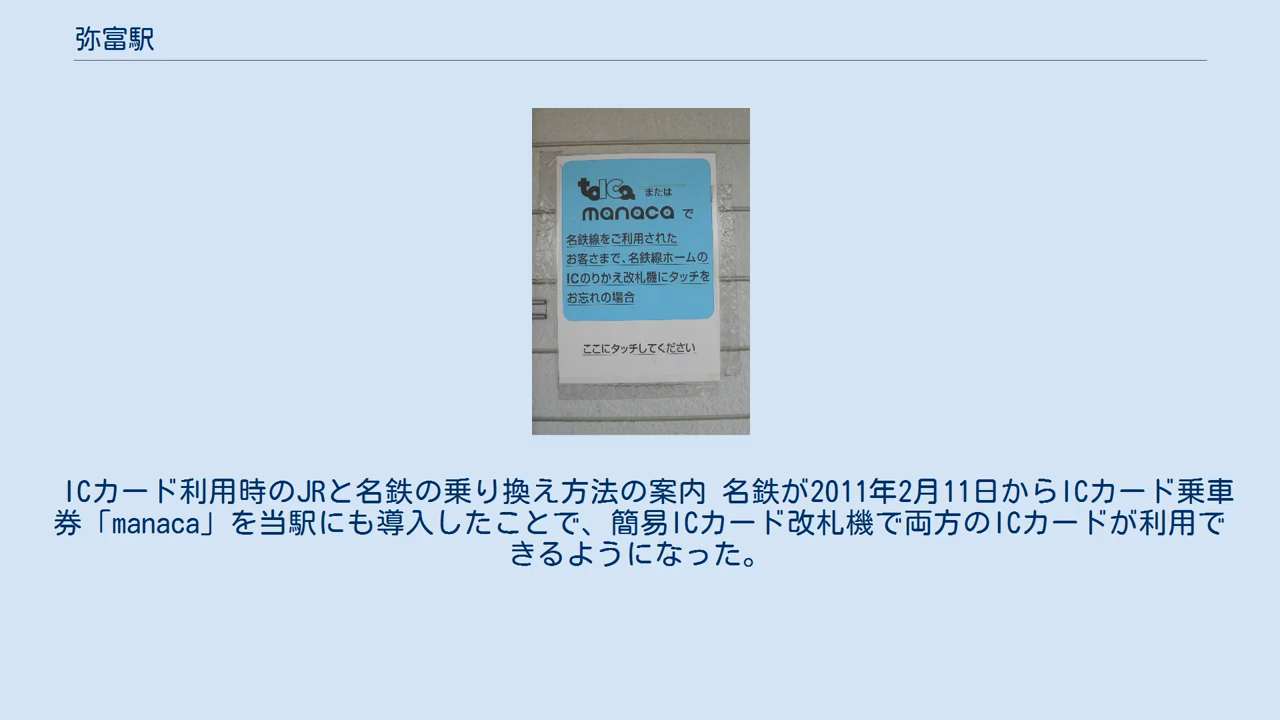 弥富駅
toICa または
manaca で
名鉄線をご利用された
お客さまで、名鉄線ホームの
ICのりかえ改札機にタッチを
お忘れの場合
ここにタッチしてください
ICカード利用時のJRと名鉄の乗り換え方法の案内 名鉄が2011年2月11日からICカード乗車
券「manaca」を当駅にも導入したことで、簡易ICカード改札機で両方のICカードが利用で
きるようになった。